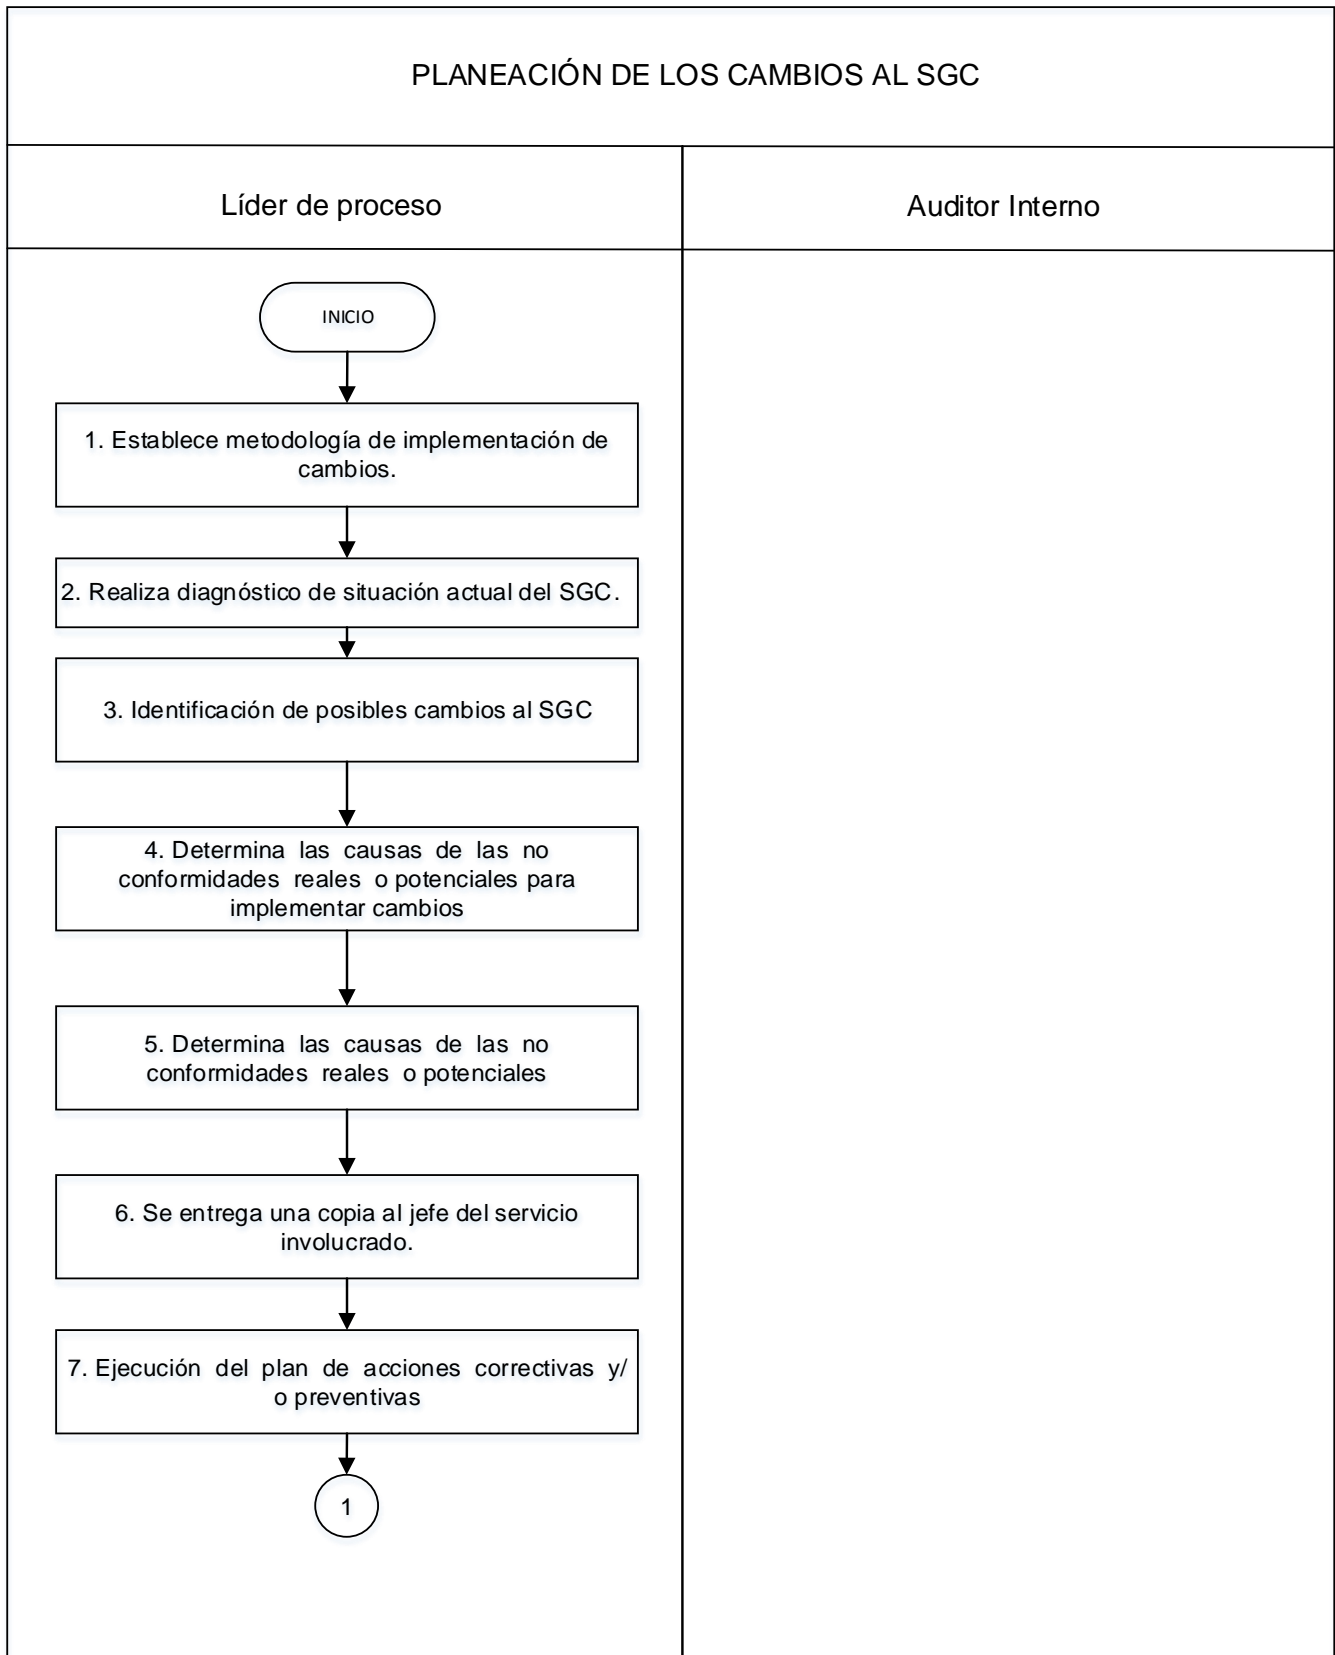 PLANEACIÓN DE LOS CAMBIOS AL SGC
Líder de proceso
Auditor Interno
INICIO
1. Establece metodología de implementación de
cambios.
2. Realiza diagnóstico de situación actual del SGC.
3. Identificación de posibles cambios al SGC
4. Determina las causas de las no
conformidades reales o potenciales para
implementar cambios
5. Determina las causas de las no
conformidades reales o potenciales
6. Se entrega una copia al jefe del servicio
involucrado.
7. Ejecución del plan de acciones correctivas y/
o preventivas
1